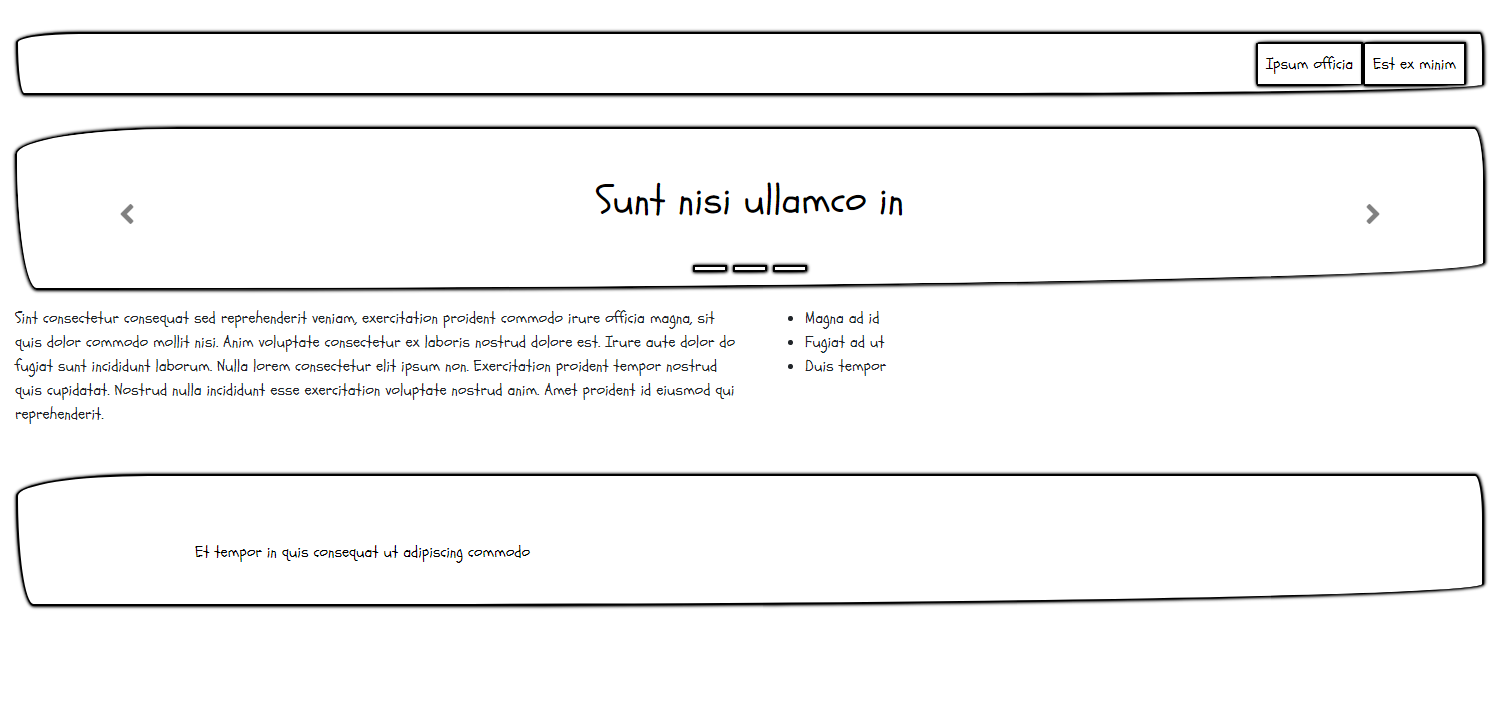 Ipsum officia
Est ex minim
Sunt nisi ullamco in
Sint consectetur consequat sed reprehenderit veniam, exercitation proident commodo irure officia magna, sit
quis dolor commodo mollit nisi. Anim voluptate consectetur ex laboris nostrud dolore est. Irure aute dolor do
fugiat sunt incididunt laborum. Nulla lorem consectetur elit ipsum non. Exercitation proident tempor nostrud
quis cupidatat. Nostrud nulla incididunt esse exercitation voluptate nostrud anim. Amet proident id eiusmod qui
reprehenderit.
Magna ad id
Fugiat ad ut
Duis tempor
Et tempor in quis consequat ut adipiscing commodo